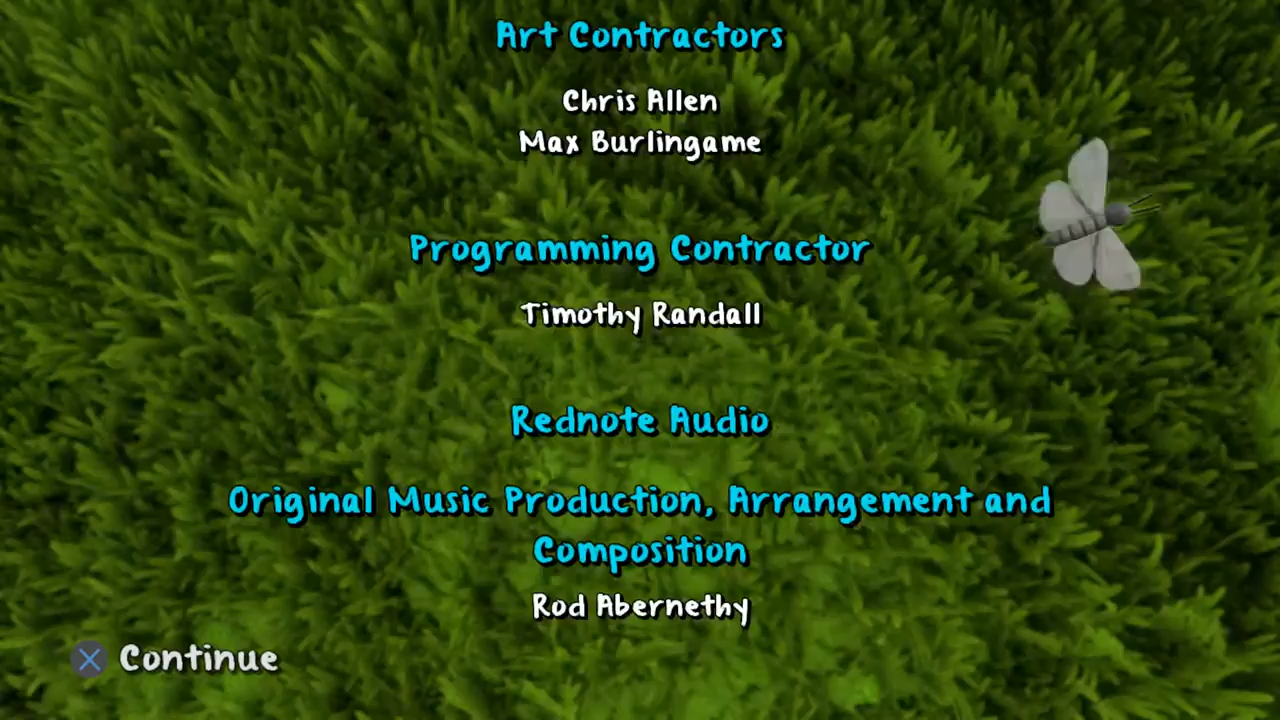 Art Contractors
Chris Allen
Max Burlingame
Programming Contractor
Timothy Randall
Rednote Audio
Original Music Production, Arrangement and
Composition
Rod Abernethy
Continue